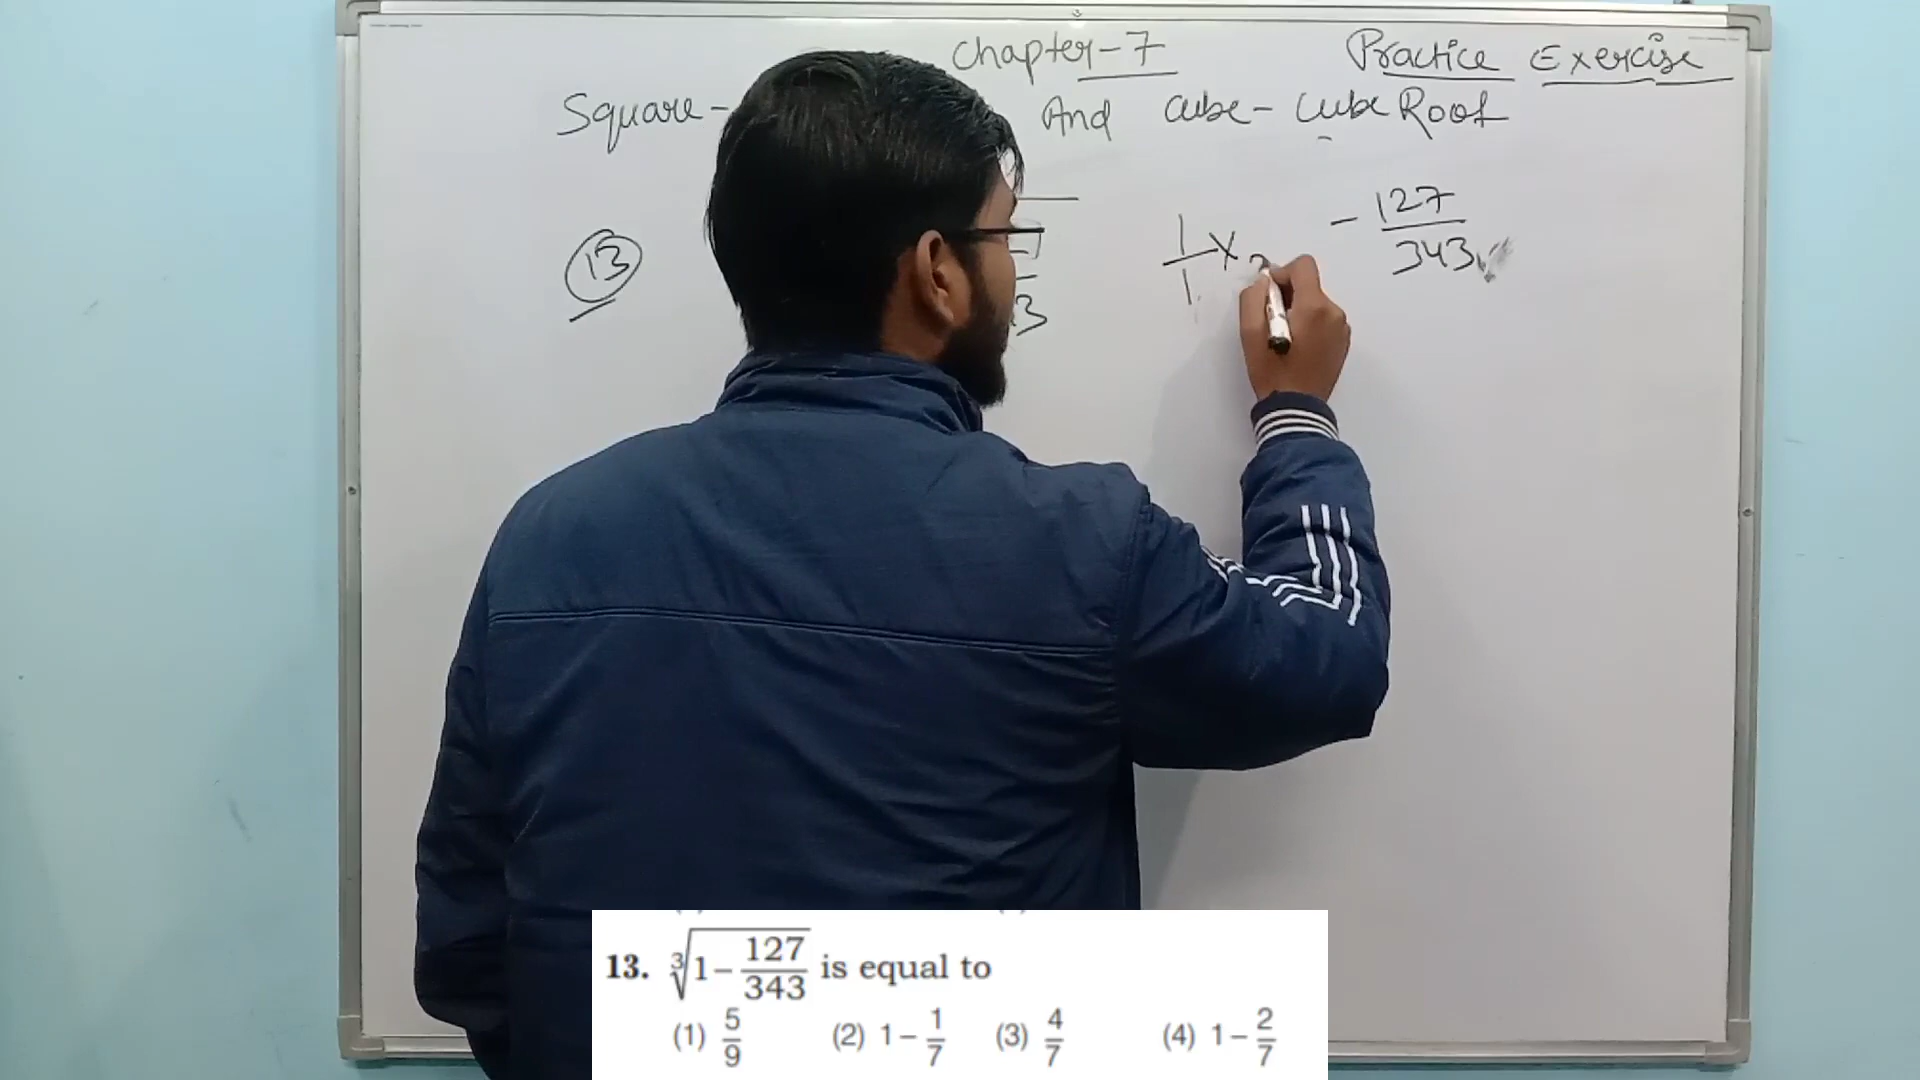 Chapter-7 Practice Exercise
Square- And Cube- Cube Root
13
1/1 × - 127/343
3
13. ∛(1 - 127/343) is equal to
(1) 5/9 (2) 1 - 1/7 (3) 4/7 (4) 1 - 2/7